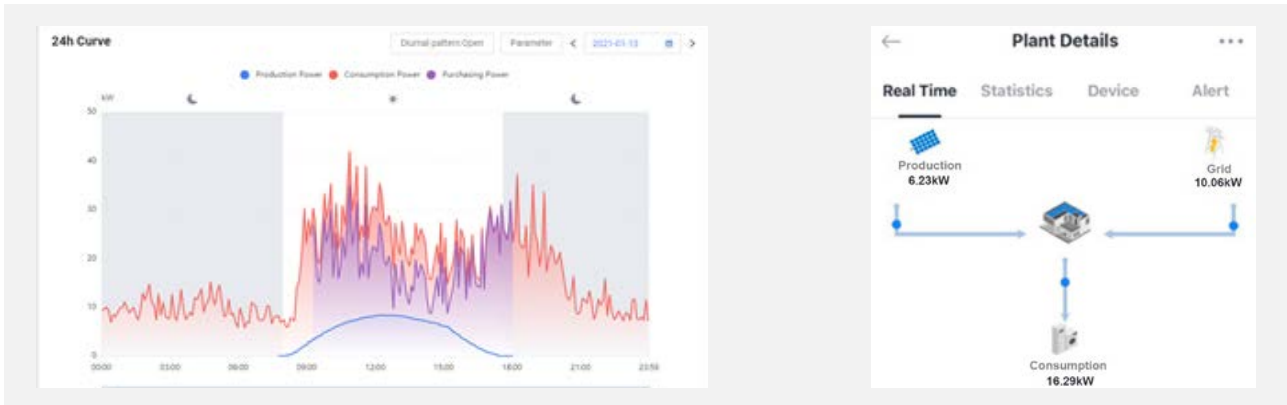 24h Curve
Diurnal pattern:Open
Parameter
<
2021-01-13
>
Production Power
Consumption Power
Purchasing Power
kW
50
40
30
20
10
0
00:00
03:00
06:00
09:00
12:00
15:00
18:00
21:00
23:59
←
Plant Details
...
Real Time
Statistics
Device
Alert
Production
6.23kW
Grid
10.06kW
Consumption
16.29kW